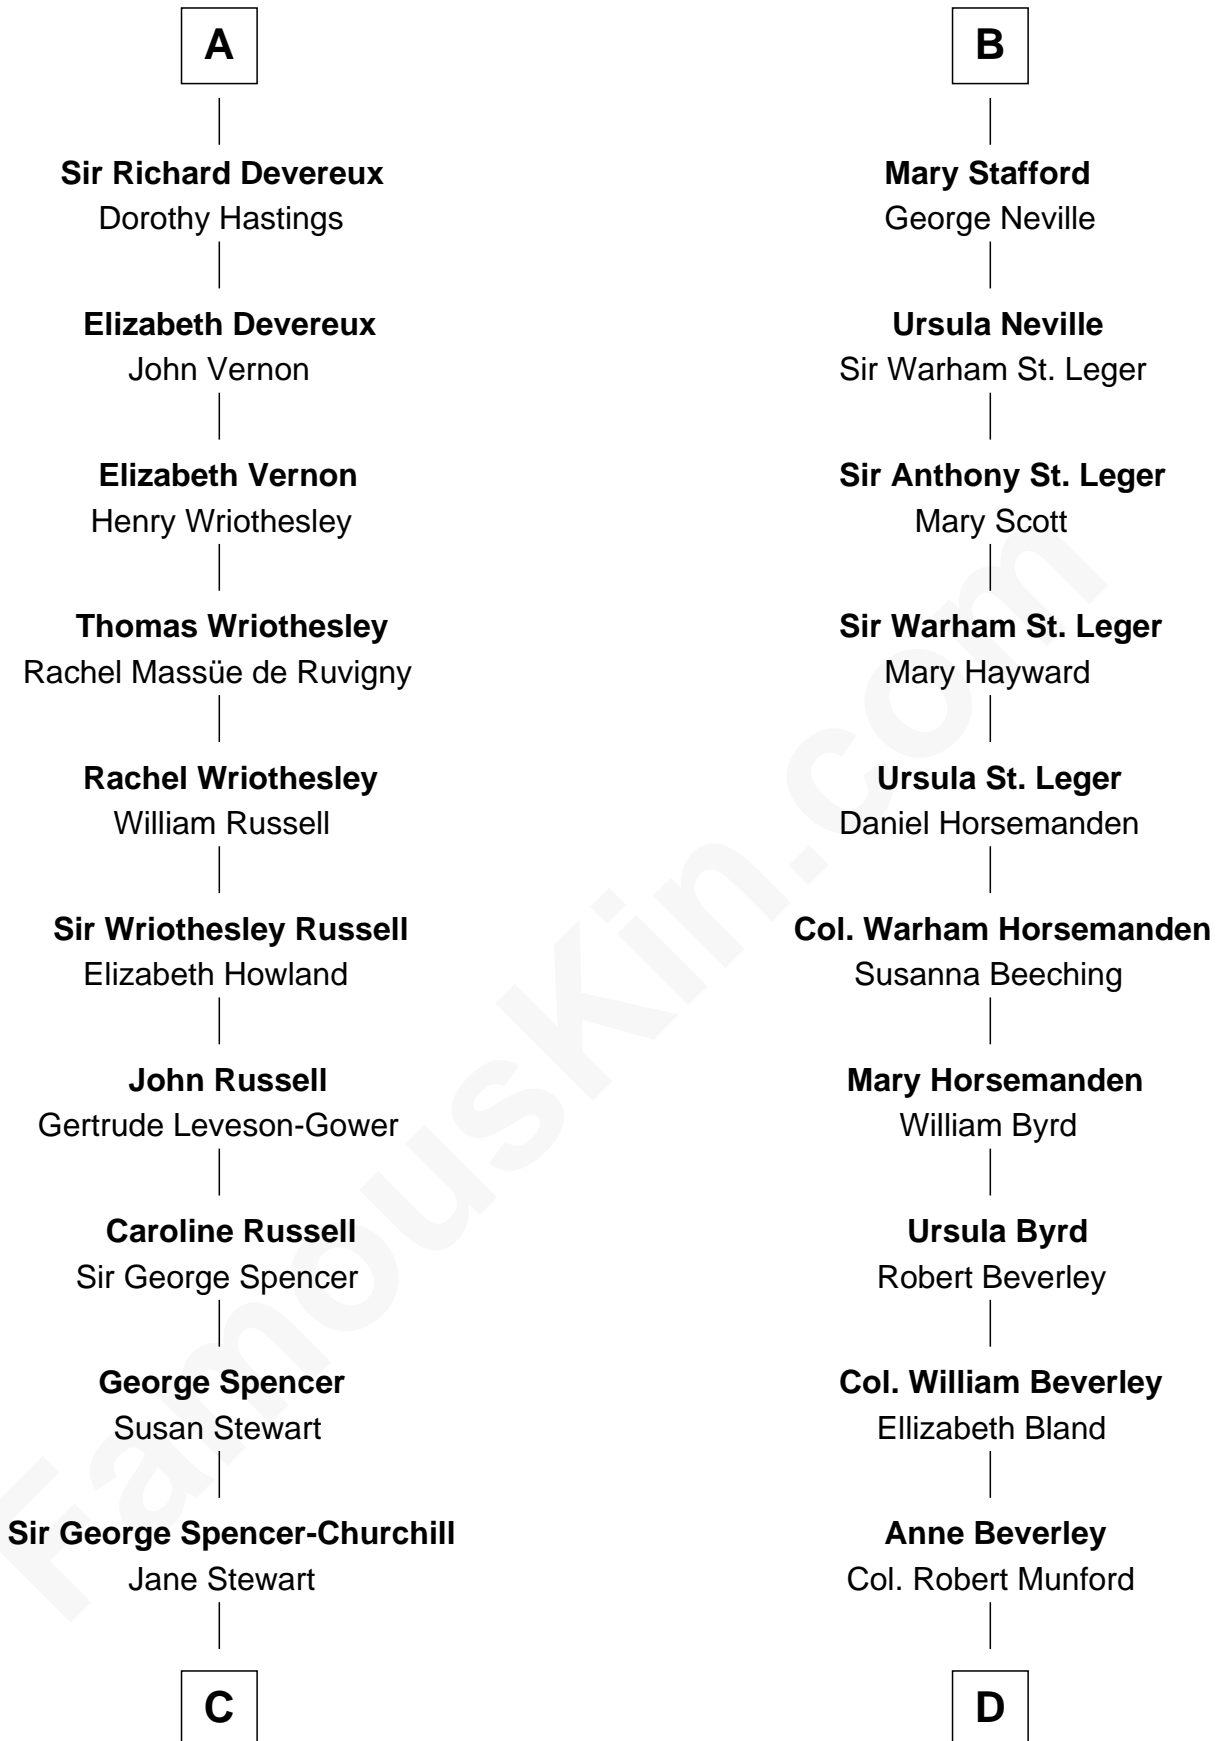 A
Sir Richard Devereux
Dorothy Hastings
Elizabeth Devereux
John Vernon
Elizabeth Vernon
Henry Wriothesley
Thomas Wriothesley
Rachel Massüe de Ruvigny
Rachel Wriothesley
William Russell
Sir Wriothesley Russell
Elizabeth Howland
John Russell
Gertrude Leveson-Gower
Caroline Russell
Sir George Spencer
George Spencer
Susan Stewart
Sir George Spencer-Churchill
Jane Stewart
C
B
Mary Stafford
George Neville
Ursula Neville
Sir Warham St. Leger
Sir Anthony St. Leger
Mary Scott
Sir Warham St. Leger
Mary Hayward
Ursula St. Leger
Daniel Horsemanden
Col. Warham Horsemanden
Susanna Beeching
Mary Horsemanden
William Byrd
Ursula Byrd
Robert Beverley
Col. William Beverley
Ellizabeth Bland
Anne Beverley
Col. Robert Munford
D
FamousKin.com